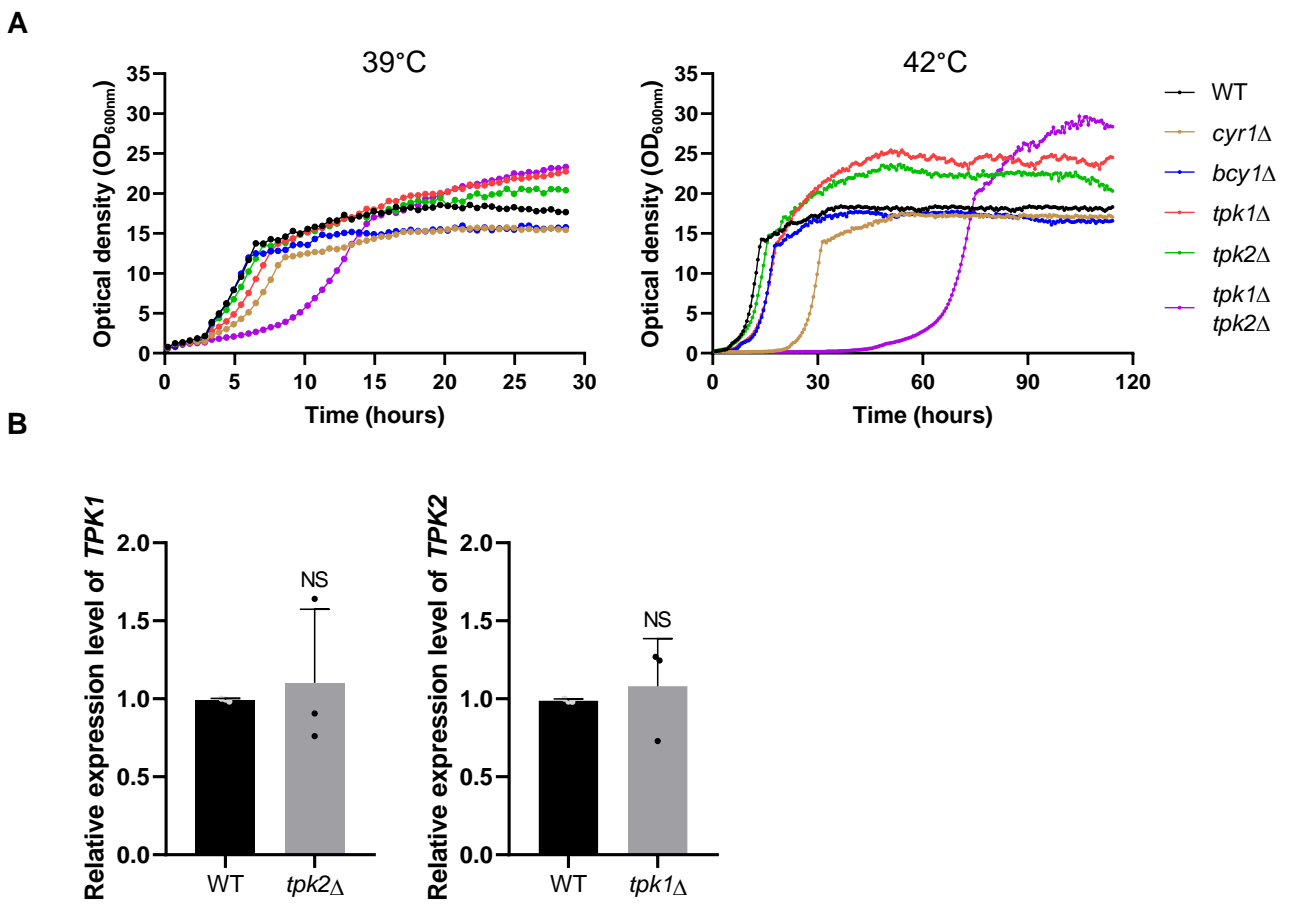 A
39°C
Optical density (OD600nm)
35
30
25
20
15
10
5
0
0 5 10 15 20 25 30
Time (hours)
42°C
Optical density (OD600nm)
35
30
25
20
15
10
5
0
0 30 60 90 120
Time (hours)
WT
cyr1Δ
bcy1Δ
tpk1Δ
tpk2Δ
tpk1Δ
tpk2Δ
B
Relative expression level of TPK1
2.0
1.5
1.0
0.5
0.0
NS
WT tpk2Δ
Relative expression level of TPK2
2.0
1.5
1.0
0.5
0.0
NS
WT tpk1Δ